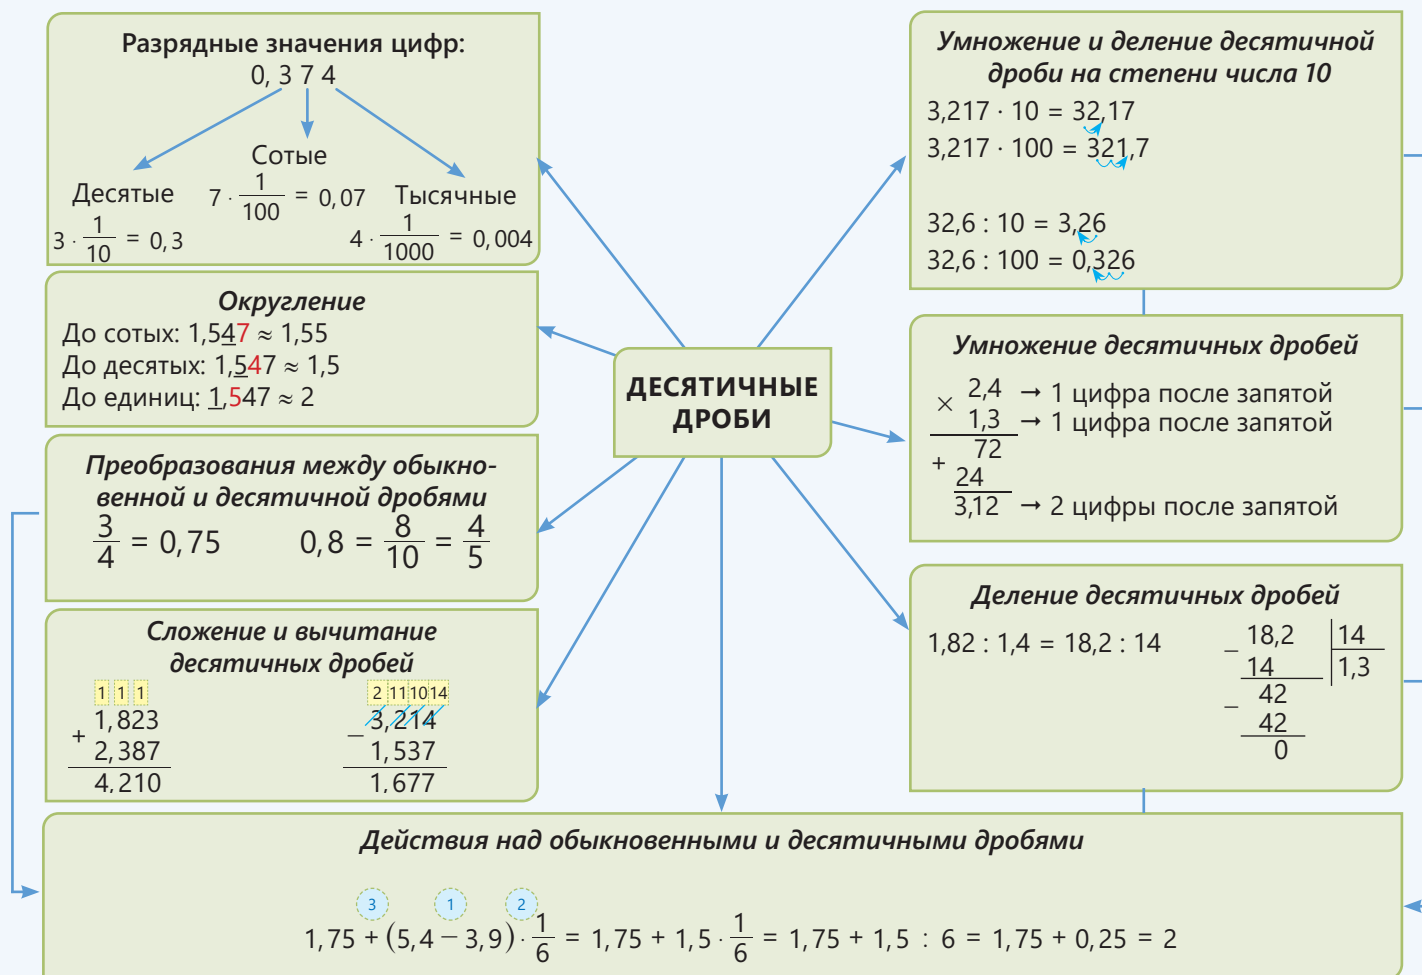 Разрядные значения цифр:
0, 3 7 4
Десятые
3 · 1/10 = 0,3
Сотые
7 · 1/100 = 0,07
Тысячные
4 · 1/1000 = 0,004
Округление
До сотых: 1,547 ≈ 1,55
До десятых: 1,547 ≈ 1,5
До единиц: 1,547 ≈ 2
Преобразования между обыкно-
венной и десятичной дробями
3/4 = 0,75
0,8 = 8/10 = 4/5
Сложение и вычитание
десятичных дробей
1 1 1
+ 1,823
2,387
4,210
2 11 10 14
− 3,214
1,537
1,677
ДЕСЯТИЧНЫЕ
ДРОБИ
Умножение и деление десятичной
дроби на степени числа 10
3,217 · 10 = 32,17
3,217 · 100 = 321,7
32,6 : 10 = 3,26
32,6 : 100 = 0,326
Умножение десятичных дробей
× 2,4 → 1 цифра после запятой
1,3 → 1 цифра после запятой
+ 72
24
3,12 → 2 цифры после запятой
Деление десятичных дробей
1,82 : 1,4 = 18,2 : 14
− 18,2 14
14 1,3
− 42
42
0
Действия над обыкновенными и десятичными дробями
3 1 2
1,75 + (5,4 − 3,9) · 1/6 = 1,75 + 1,5 · 1/6 = 1,75 + 1,5 : 6 = 1,75 + 0,25 = 2